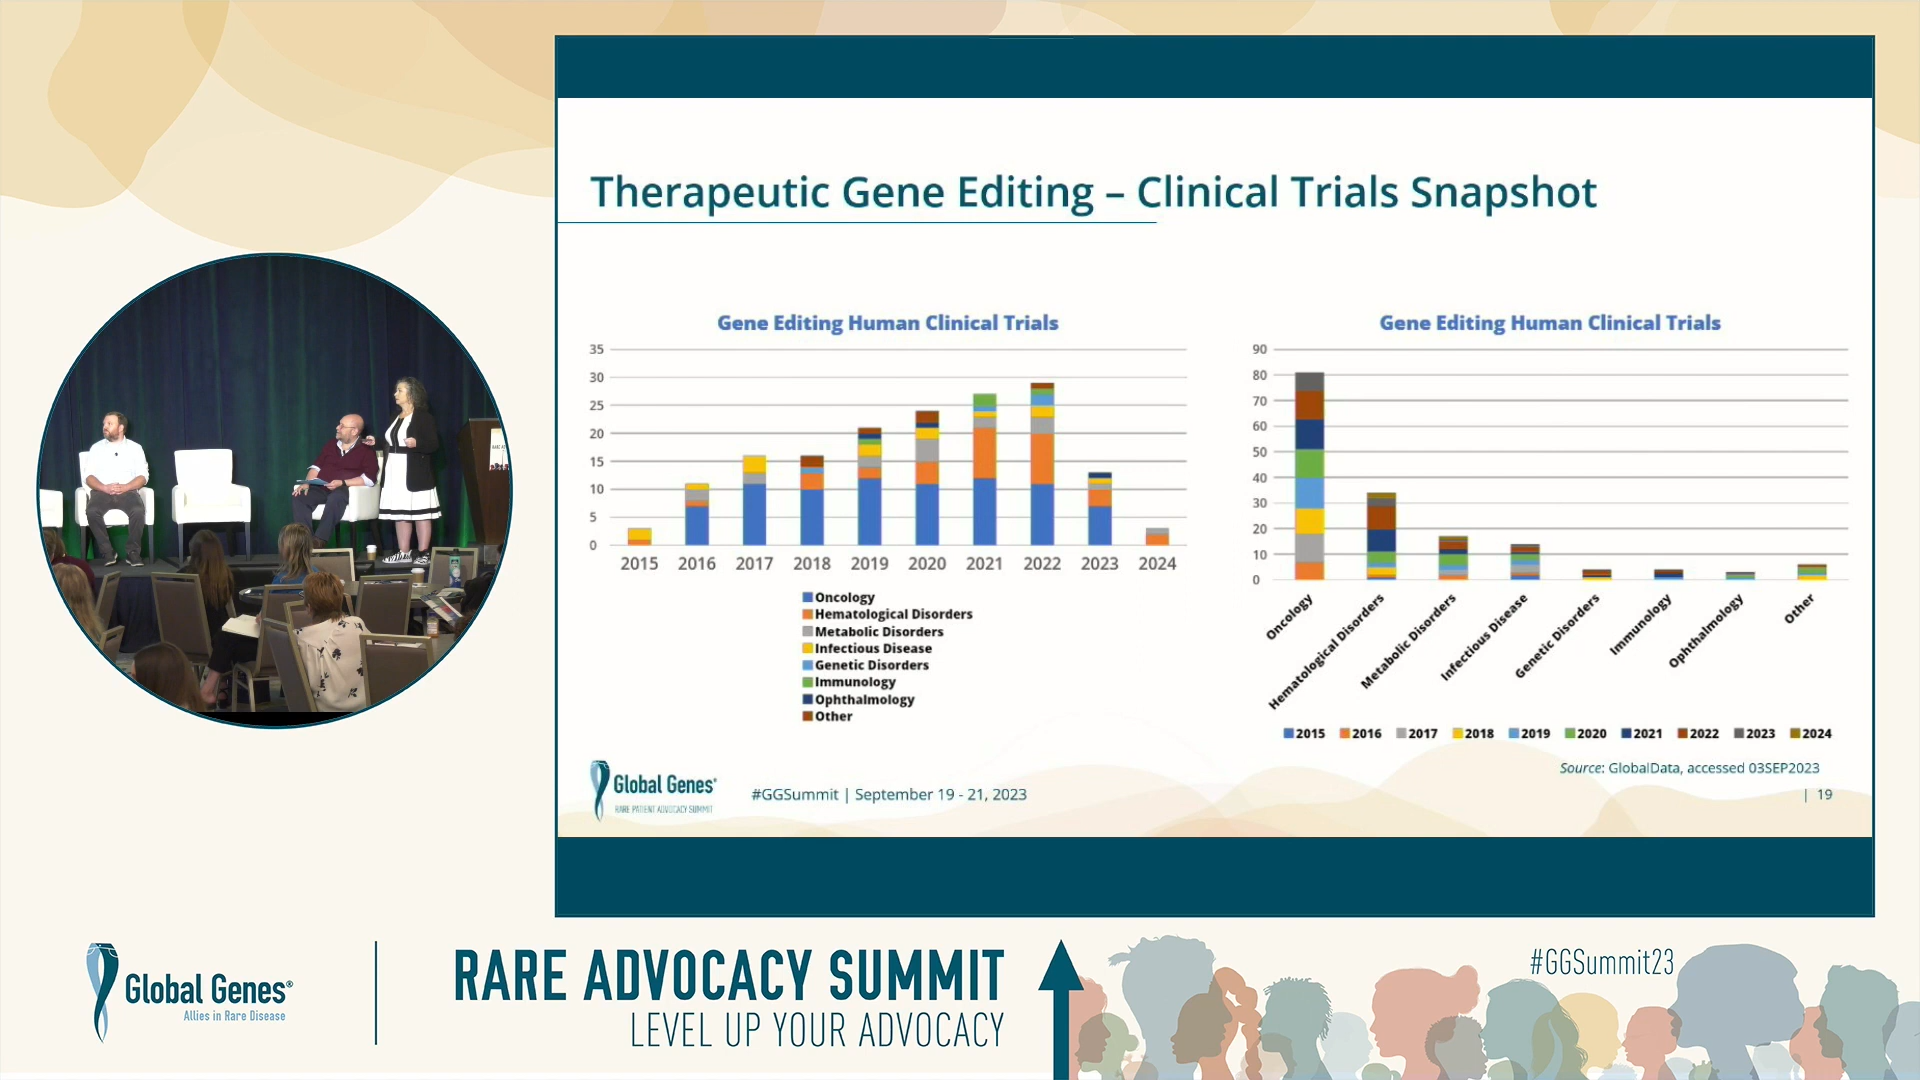 Therapeutic Gene Editing – Clinical Trials Snapshot
Gene Editing Human Clinical Trials
35
30
25
20
15
10
5
0
2015 2016 2017 2018 2019 2020 2021 2022 2023 2024
Oncology
Hematological Disorders
Metabolic Disorders
Infectious Disease
Genetic Disorders
Immunology
Ophthalmology
Other
Gene Editing Human Clinical Trials
90
80
70
60
50
40
30
20
10
0
Oncology
Hematological Disorders
Metabolic Disorders
Infectious Disease
Genetic Disorders
Immunology
Ophthalmology
Other
2015 2016 2017 2018 2019 2020 2021 2022 2023 2024
Source: GlobalData, accessed 03SEP2023
Global Genes®
RARE PATIENT ADVOCACY SUMMIT
#GGSummit | September 19 - 21, 2023
| 19
Global Genes®
Allies in Rare Disease
RARE ADVOCACY SUMMIT
LEVEL UP YOUR ADVOCACY
#GGSummit23